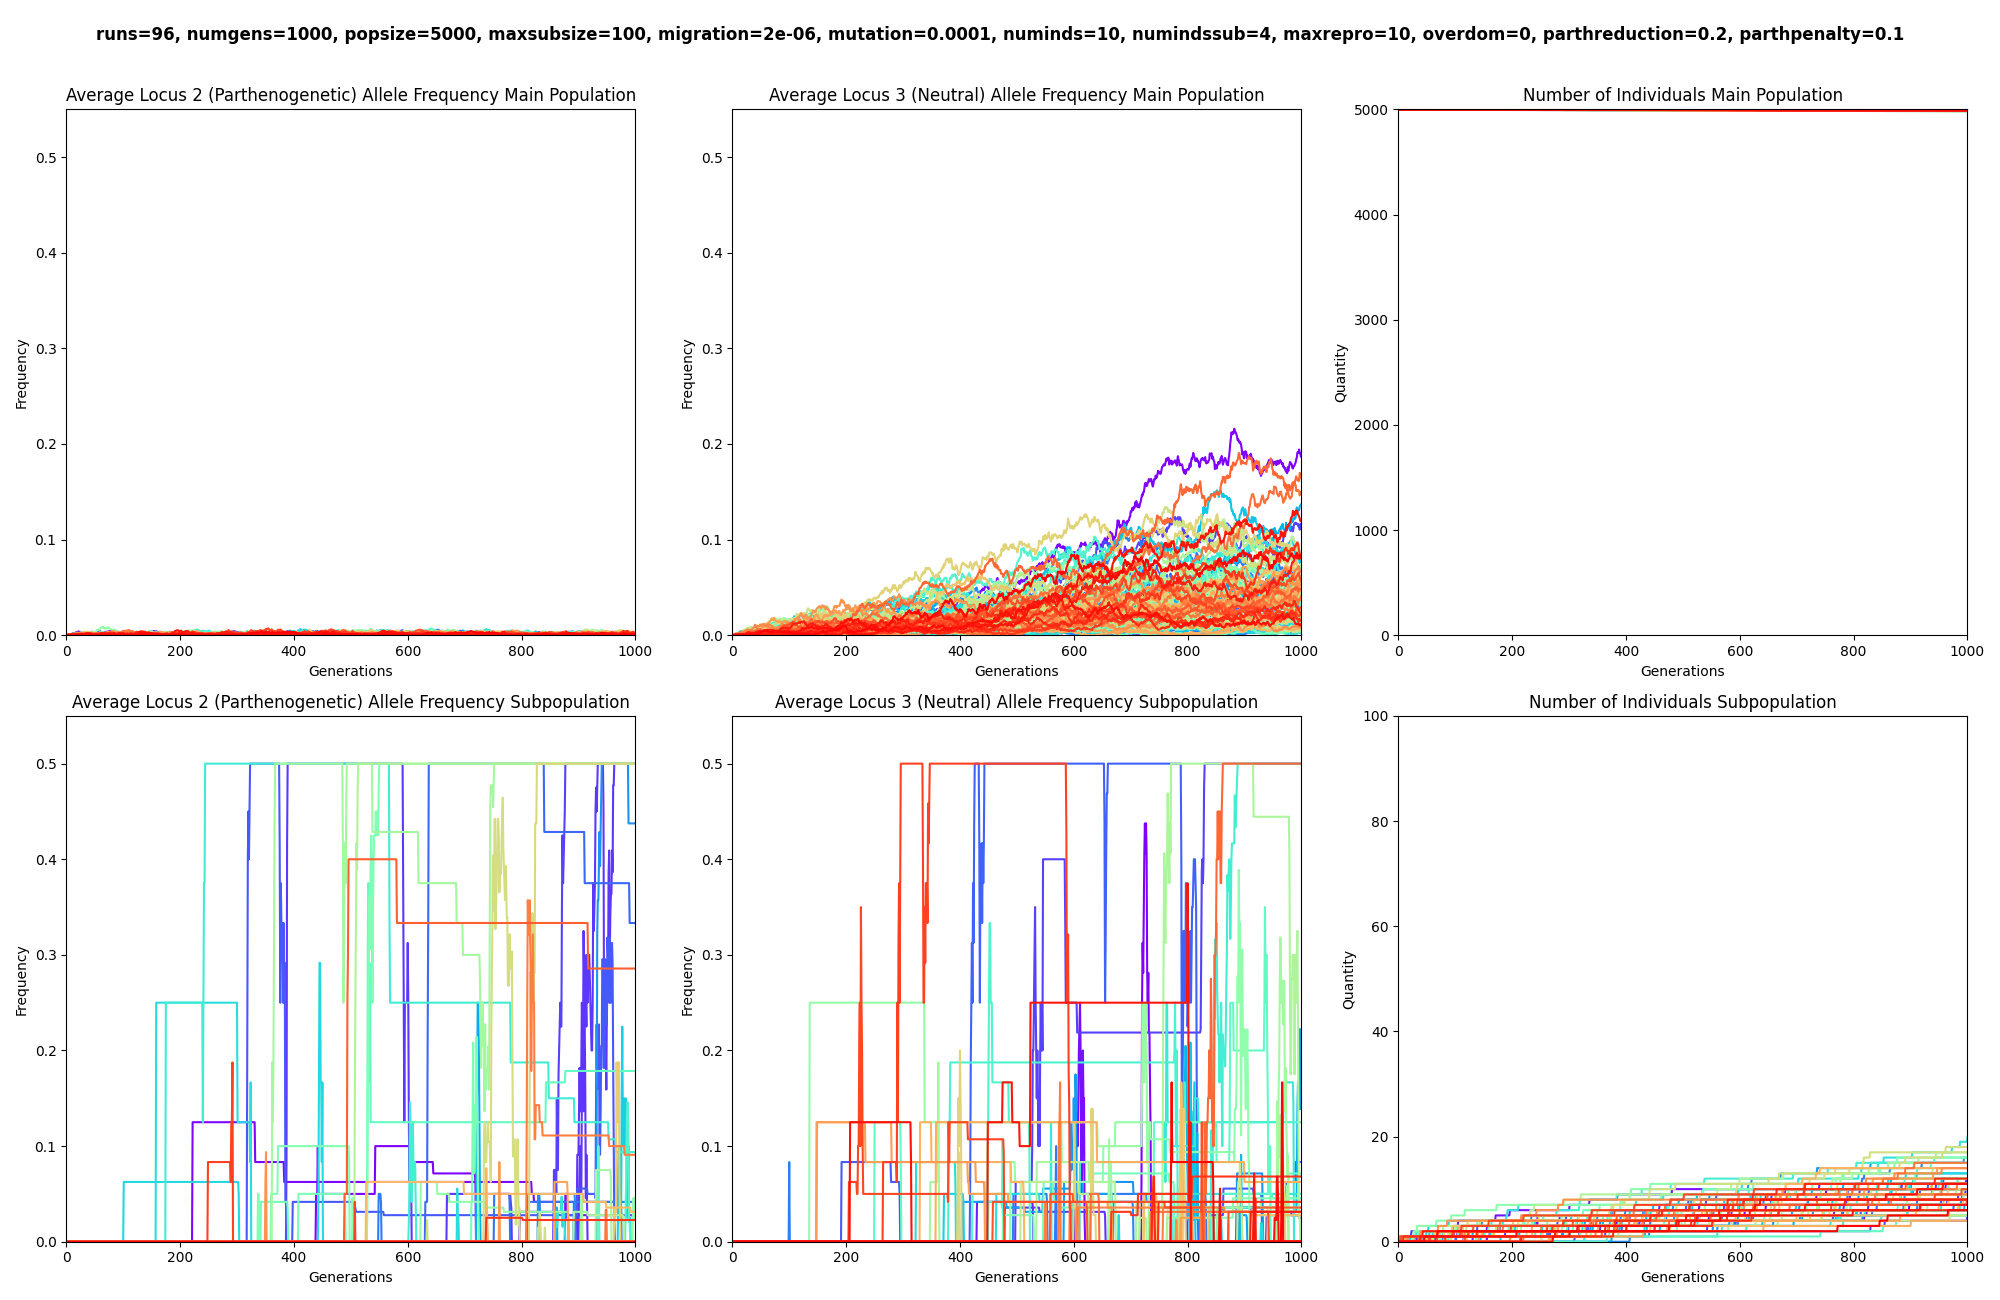 runs=96, numgens=1000, popsize=5000, maxsubsize=100, migration=2e-06, mutation=0.0001, numinds=10, numindssub=4, maxrepro=10, overdom=0, parthreduction=0.2, parthpenalty=0.1
Average Locus 2 (Parthenogenetic) Allele Frequency Main Population
Frequency
0.5
0.4
0.3
0.2
0.1
0.0
0 200 400 600 800 1000
Generations
Average Locus 3 (Neutral) Allele Frequency Main Population
Frequency
0.5
0.4
0.3
0.2
0.1
0.0
0 200 400 600 800 1000
Generations
Number of Individuals Main Population
Quantity
5000
4000
3000
2000
1000
0
0 200 400 600 800 1000
Generations
Average Locus 2 (Parthenogenetic) Allele Frequency Subpopulation
Frequency
0.5
0.4
0.3
0.2
0.1
0.0
0 200 400 600 800 1000
Generations
Average Locus 3 (Neutral) Allele Frequency Subpopulation
Frequency
0.5
0.4
0.3
0.2
0.1
0.0
0 200 400 600 800 1000
Generations
Number of Individuals Subpopulation
Quantity
100
80
60
40
20
0
0 200 400 600 800 1000
Generations